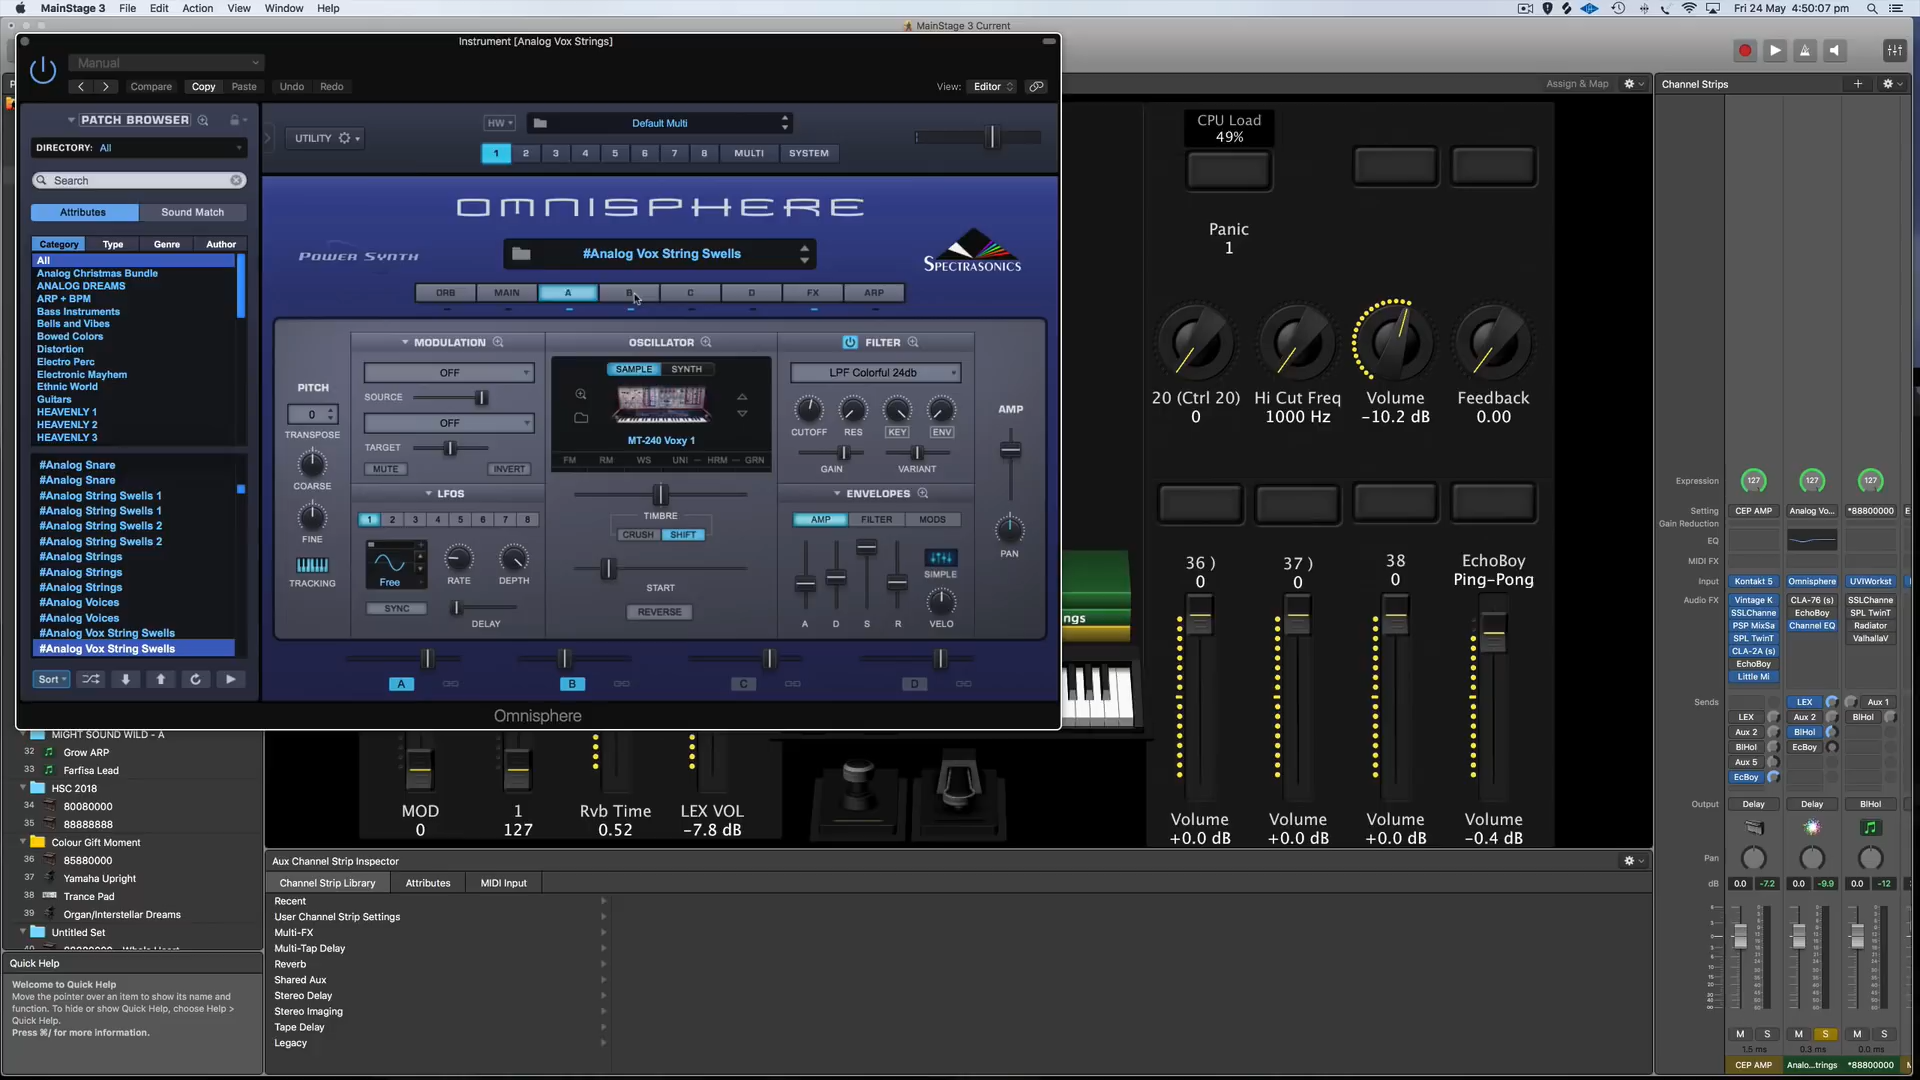 MainStage 3 File Edit Action View Window Help
Fri 24 May 4:50:07 pm
MainStage 3 Current
Instrument [Analog Vox Strings]
Manual
Compare Copy Paste Undo Redo
View: Editor
PATCH BROWSER
DIRECTORY: All
Search
Attributes Sound Match
Category Type Genre Author
All
Analog Christmas Bundle
ANALOG DREAMS
ARP + BPM
Bass Instruments
Bells and Vibes
Bowed Colors
Distortion
Electro Perc
Electronic Mayhem
Ethnic World
Guitars
HEAVENLY 1
HEAVENLY 2
HEAVENLY 3
#Analog Snare
#Analog Snare
#Analog String Swells 1
#Analog String Swells 1
#Analog String Swells 2
#Analog String Swells 2
#Analog Strings
#Analog Strings
#Analog Strings
#Analog Voices
#Analog Voices
#Analog Vox String Swells
#Analog Vox String Swells
Sort
UTILITY
HW
Default Multi
1 2 3 4 5 6 7 8 MULTI SYSTEM
OMNISPHERE
POWER SYNTH
#Analog Vox String Swells
SPECTRASONICS
ORB MAIN A B C D FX ARP
PITCH
0
TRANSPOSE
COARSE
FINE
TRACKING
MODULATION
OFF
SOURCE
OFF
TARGET
MUTE INVERT
LFOS
1 2 3 4 5 6 7 8
Free
RATE DEPTH
SYNC
DELAY
OSCILLATOR
SAMPLE SYNTH
MT-240 Voxy 1
FM RM WS UNI HRM GRN
TIMBRE
CRUSH SHIFT
START
REVERSE
FILTER
LPF Colorful 24db
CUTOFF RES KEY ENV
GAIN VARIANT
ENVELOPES
AMP FILTER MODS
SIMPLE
A D S R VELO
AMP
PAN
A B C D
Omnisphere
Assign & Map
CPU Load
49%
Panic
1
20 (Ctrl 20)
0
Hi Cut Freq
1000 Hz
Volume
-10.2 dB
Feedback
0.00
36 )
0
37 )
0
38
0
EchoBoy
Ping-Pong
Volume
+0.0 dB
Volume
+0.0 dB
Volume
+0.0 dB
Volume
-0.4 dB
ngs
MOD
0
1
127
Rvb Time
0.52
LEX VOL
-7.8 dB
MIGHT SOUND WILD - A
32 Grow ARP
33 Farfisa Lead
HSC 2018
34 80080000
35 88888888
Colour Gift Moment
36 85880000
37 Yamaha Upright
38 Trance Pad
39 Organ/Interstellar Dreams
Untitled Set
Quick Help
Welcome to Quick Help
Move the pointer over an item to show its name and
function. To hide or show Quick Help, choose Help >
Quick Help.
Press ⌘/ for more information.
Aux Channel Strip Inspector
Channel Strip Library Attributes MIDI Input
Recent
User Channel Strip Settings
Multi-FX
Multi-Tap Delay
Reverb
Shared Aux
Stereo Delay
Stereo Imaging
Tape Delay
Legacy
Channel Strips
Expression 127 127 127
Setting CEP AMP Analog Vo... *88800000
Gain Reduction
EQ
MIDI FX
Input Kontakt 5 Omnisphere UVIWorkst
Audio FX Vintage K CLA-76 (s) SSLChanne
SSLChanne EchoBoy SPL TwinT
PSP MixSa Channel EQ Radiator
SPL TwinT ValhallaV
CLA-2A (s)
EchoBoy
Little Mi
Sends LEX Aux 1
LEX Aux 2 BlHol
Aux 2 BlHol
BlHol EcBoy
Aux 5
EcBoy
Output Delay Delay BlHol
Pan
dB 0.0 -7.2 0.0 -9.9 0.0 -12
M S M S M S
1.5 ms 0.3 ms 0.0 ms
CEP AMP Analo...trings *88800000